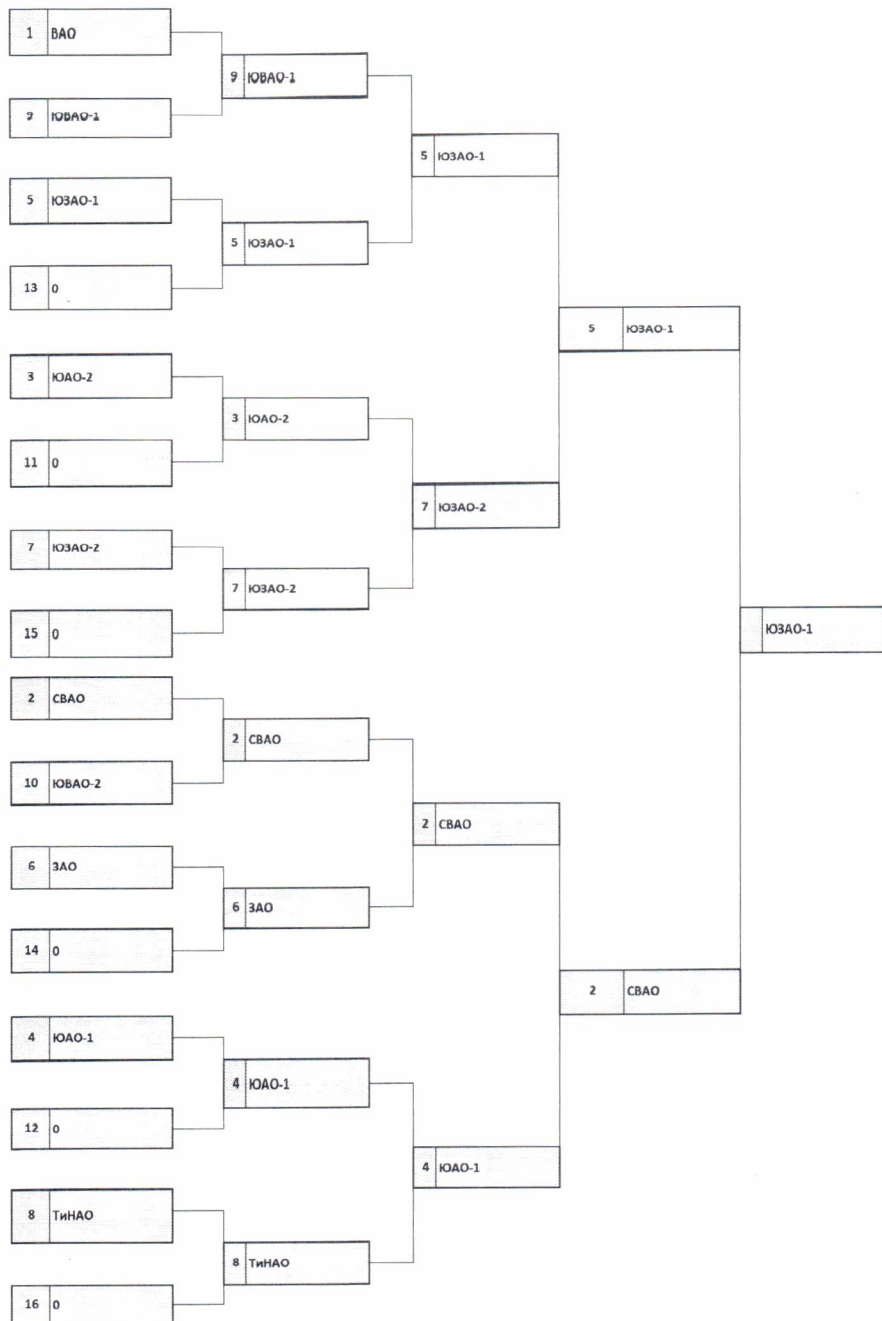 1 ВАО
9 ЮВАО-1
9 ЮВАО-1
5 ЮЗАО-1
5 ЮЗАО-1
5 ЮЗАО-1
13 0
5 ЮЗАО-1
3 ЮАО-2
3 ЮАО-2
11 0
7 ЮЗАО-2
7 ЮЗАО-2
7 ЮЗАО-2
15 0
ЮЗАО-1
2 СВАО
2 СВАО
10 ЮВАО-2
2 СВАО
6 ЗАО
6 ЗАО
14 0
2 СВАО
4 ЮАО-1
4 ЮАО-1
12 0
4 ЮАО-1
8 ТиНАО
8 ТиНАО
16 0